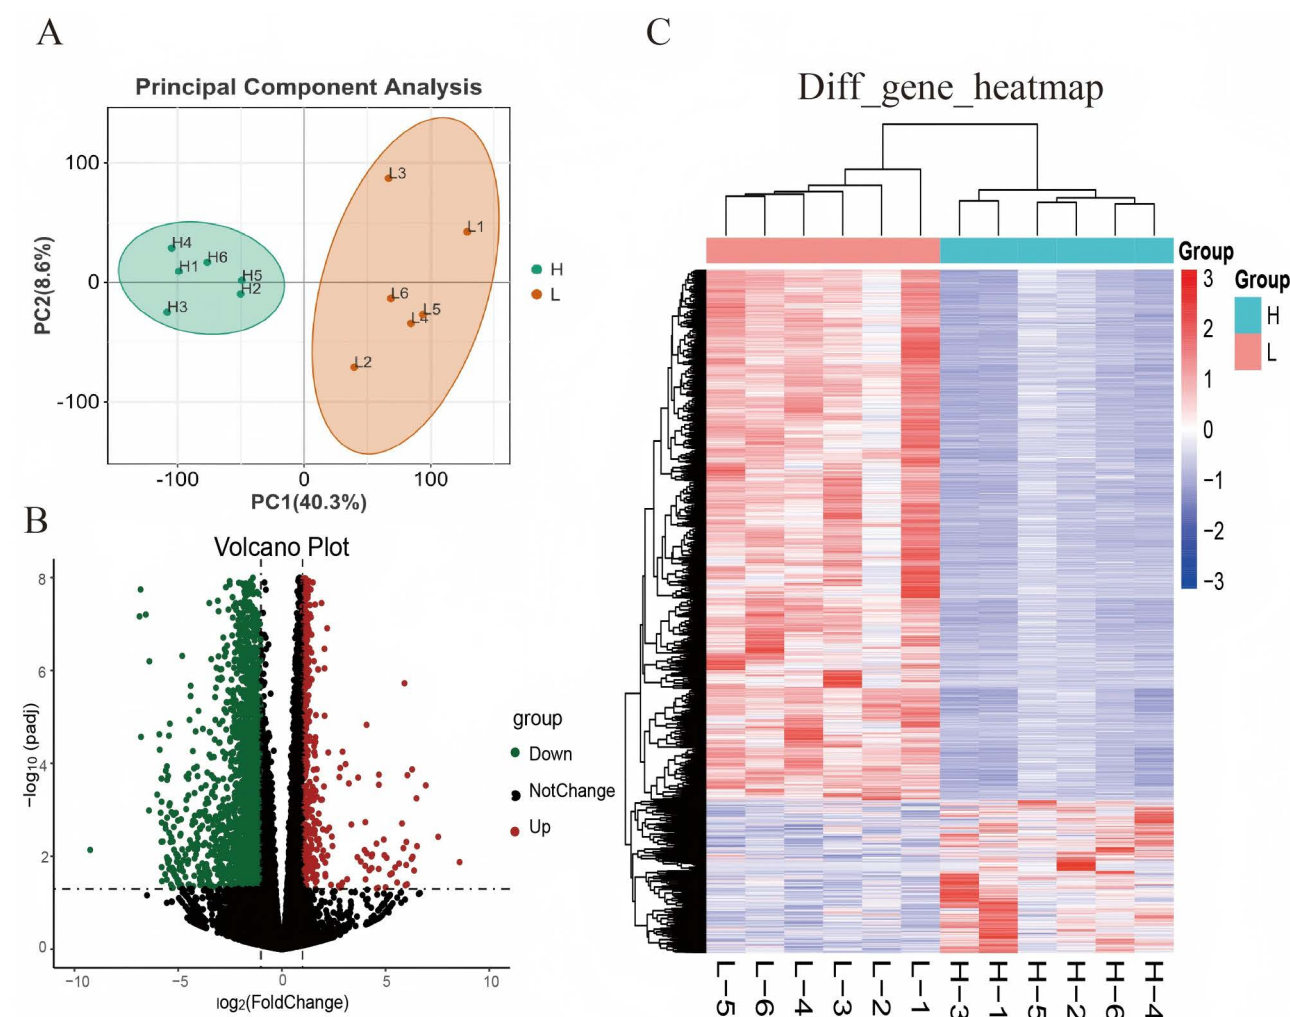 A
Principal Component Analysis
100
0
-100
PC2(8.6%)
L3
L1
H4
H6
H1
H5
H2
H3
L6
L5
L4
L2
-100
0
100
PC1(40.3%)
H
L
B
Volcano Plot
8
6
4
2
0
−log10 (padj)
−10
−5
0
5
10
log2(FoldChange)
group
Down
NotChange
Up
C
Diff_gene_heatmap
Group
3
2
1
0
−1
−2
−3
Group
H
L
L−5
L−6
L−4
L−3
L−2
L−1
H−3
H−1
H−5
H−2
H−6
H−4